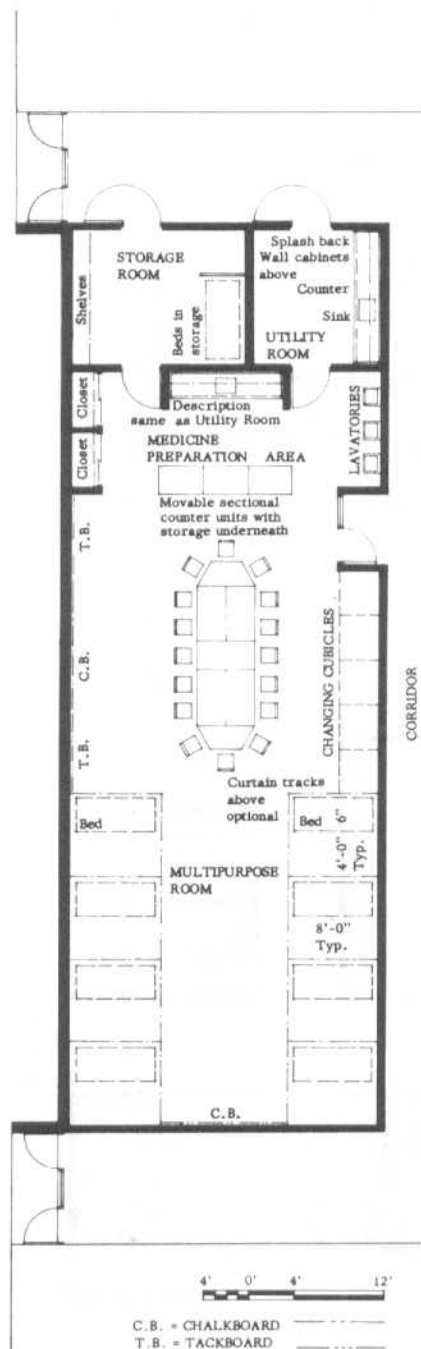 STORAGE
ROOM
Shelves
Beds in
storage
Splash back
Wall cabinets
above
Counter
Sink
UTILITY
ROOM
Closet
Closet
Description
same as Utility Room
LAVATORIES
MEDICINE
PREPARATION AREA
Movable sectional
counter units with
storage underneath
T.B.
C.B.
T.B.
CHANGING CUBICLES
CORRIDOR
Curtain tracks
above
optional
Bed
Bed
4'-0" 6"
Typ.
MULTIPURPOSE
ROOM
8'-0"
Typ.
C.B.
4' 0' 4' 12'
C.B. = CHALKBOARD
T.B. = TACKBOARD